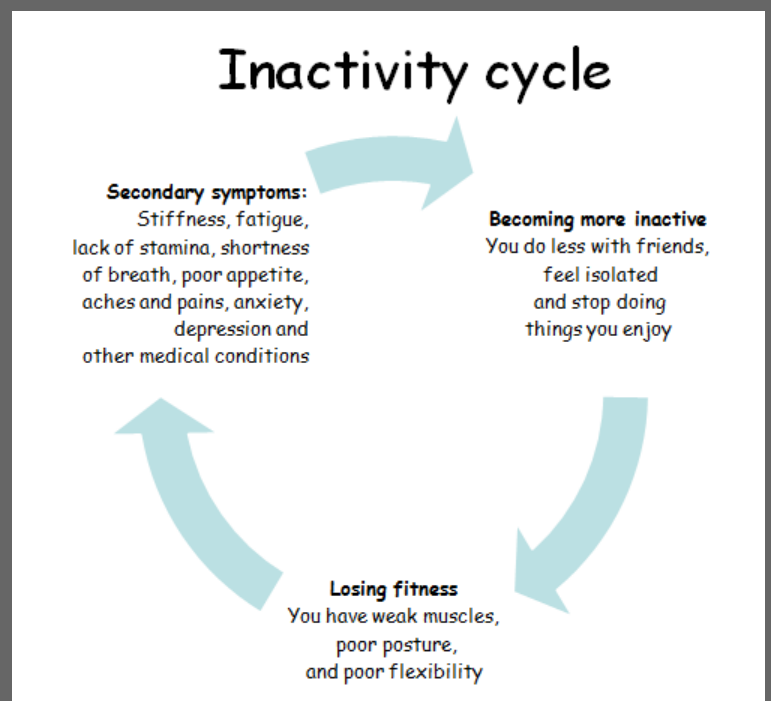 Inactivity cycle
Secondary symptoms:
Stiffness, fatigue,
lack of stamina, shortness
of breath, poor appetite,
aches and pains, anxiety,
depression and
other medical conditions
Becoming more inactive
You do less with friends,
feel isolated
and stop doing
things you enjoy
Losing fitness
You have weak muscles,
poor posture,
and poor flexibility